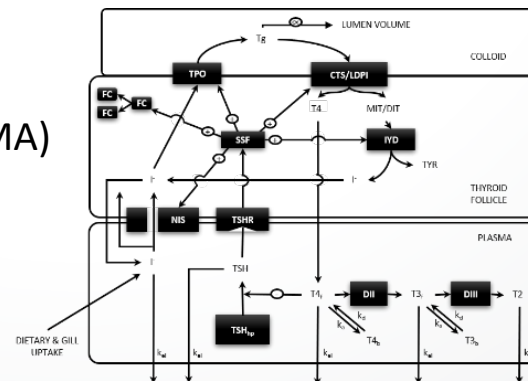 LUMEN VOLUME
Tg
COLLOID
TPO
CTS/LDPI
FC
FC
FC
T4
MIT/DIT
MA)
SSF
IYD
TYR
I-
I-
THYROID
FOLLICLE
NIS
TSHR
PLASMA
I-
TSH
T4f
DII
T3f
DIII
T2
kd
ka
kd
ka
TSHhp
T4b
T3b
DIETARY & GILL
UPTAKE
kel
kel
kel
kel